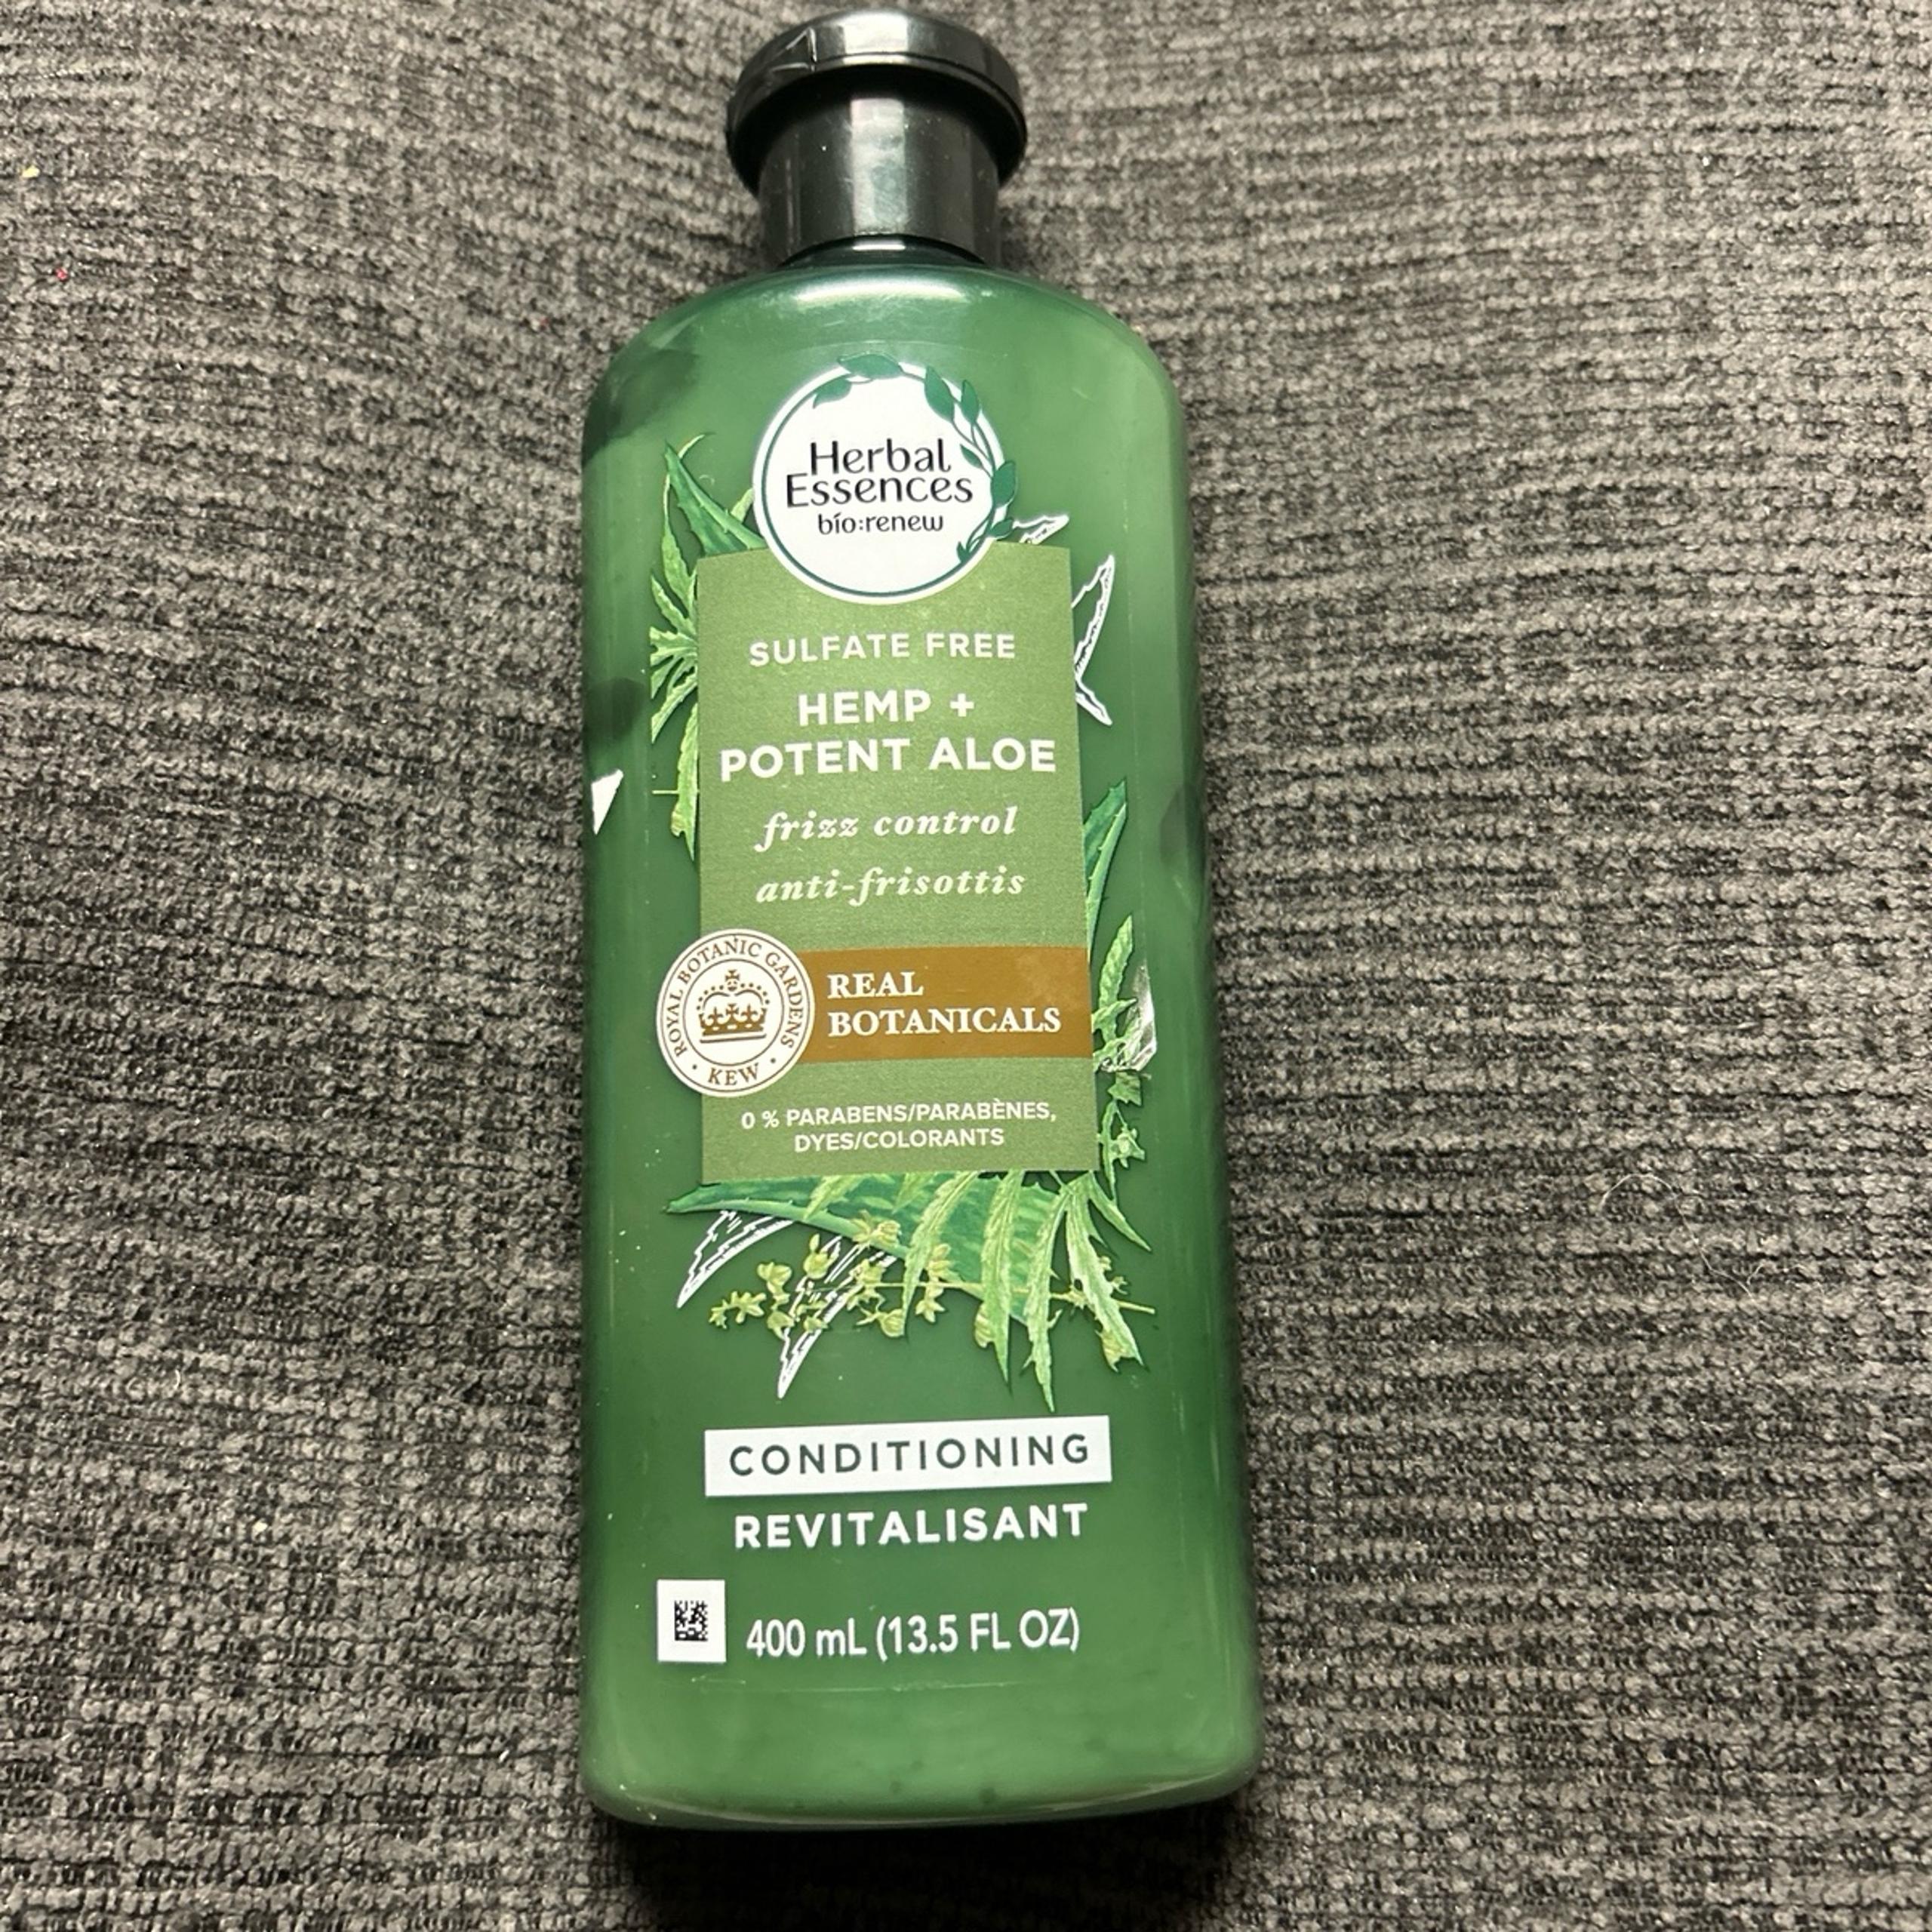 Herbal
Essences
bío:renew
SULFATE FREE
HEMP +
POTENT ALOE
frizz control
anti-frisottis
ROYAL BOTANIC GARDENS
• KEW •
REAL
BOTANICALS
0 % PARABENS/PARABÈNES,
DYES/COLORANTS
CONDITIONING
REVITALISANT
400 mL (13.5 FL OZ)